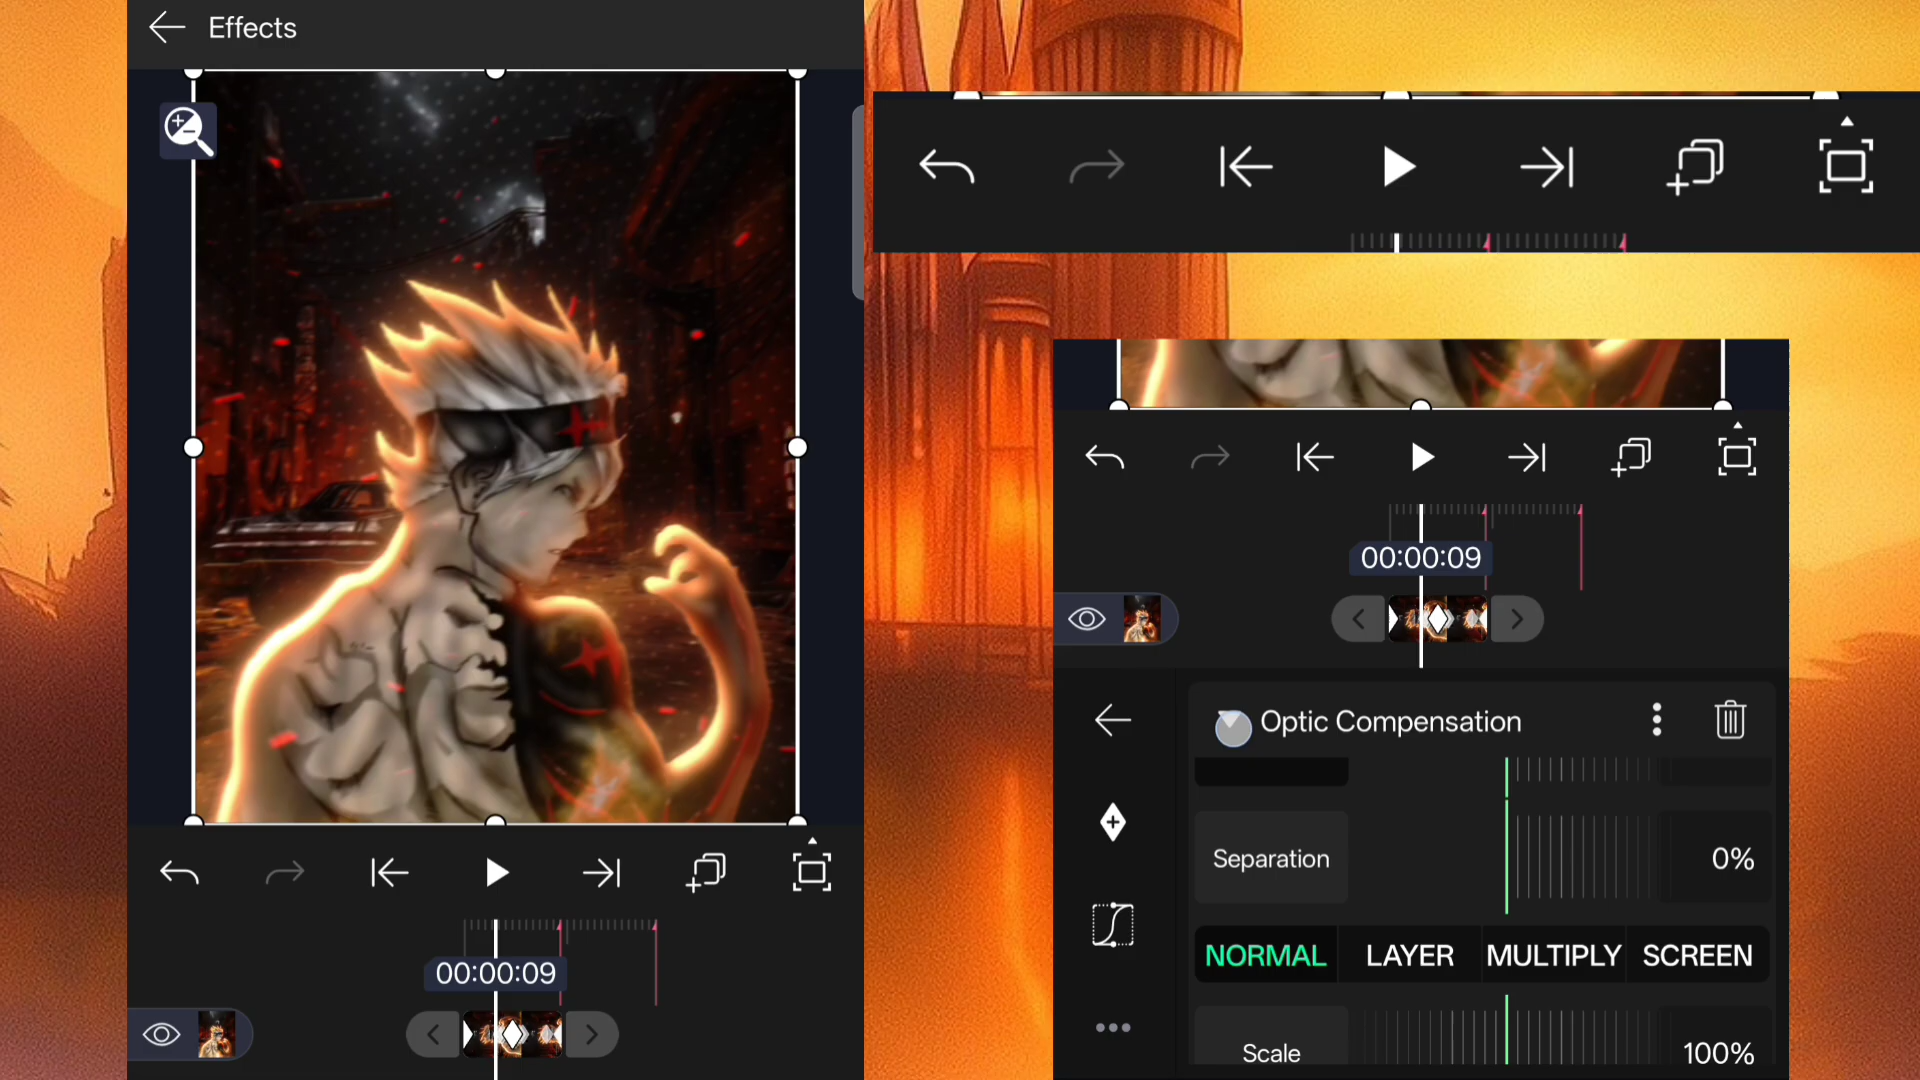 Effects
00:00:09
00:00:09
Optic Compensation
Separation 0%
NORMAL LAYER MULTIPLY SCREEN
Scale 100%